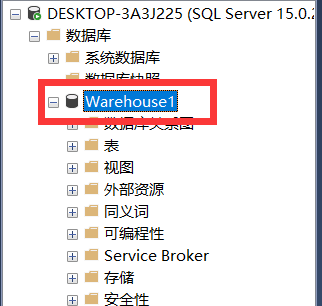 DESKTOP-3A3J225 (SQL Server 15.0.2
数据库
系统数据库
数据库快照
Warehouse1
数据库关系图
表
视图
外部资源
同义词
可编程性
Service Broker
存储
安全性